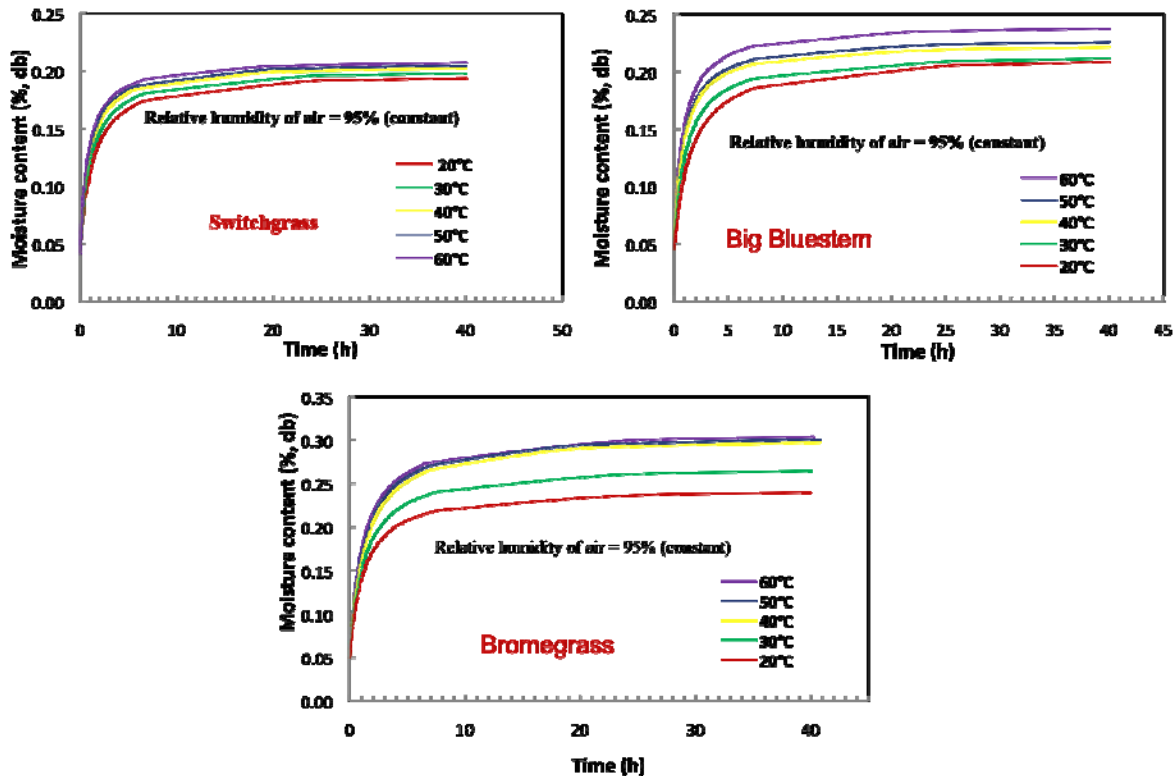 Moisture content (%, db)
0.25
0.20
0.15
0.10
0.05
0.00
Relative humidity of air = 95% (constant)
20°C
30°C
40°C
50°C
60°C
Switchgrass
0
10
20
30
40
50
Time (h)
Moisture content (%, db)
0.25
0.20
0.15
0.10
0.05
0.00
Relative humidity of air = 95% (constant)
60°C
50°C
40°C
30°C
20°C
Big Bluestem
0
5
10
15
20
25
30
35
40
45
Time (h)
Moisture content (%, db)
0.35
0.30
0.25
0.20
0.15
0.10
0.05
0.00
Relative humidity of air = 95% (constant)
60°C
50°C
40°C
30°C
20°C
Bromegrass
0
10
20
30
40
Time (h)